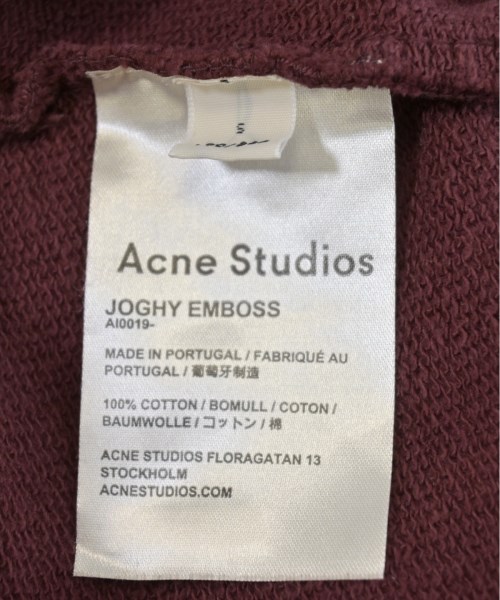 S
Acne Studios
JOGHY EMBOSS
AI0019-
MADE IN PORTUGAL / FABRIQUÉ AU
PORTUGAL / 葡萄牙制造
100% COTTON / BOMULL / COTON /
BAUMWOLLE / コットン / 棉
ACNE STUDIOS FLORAGATAN 13
STOCKHOLM
ACNESTUDIOS.COM